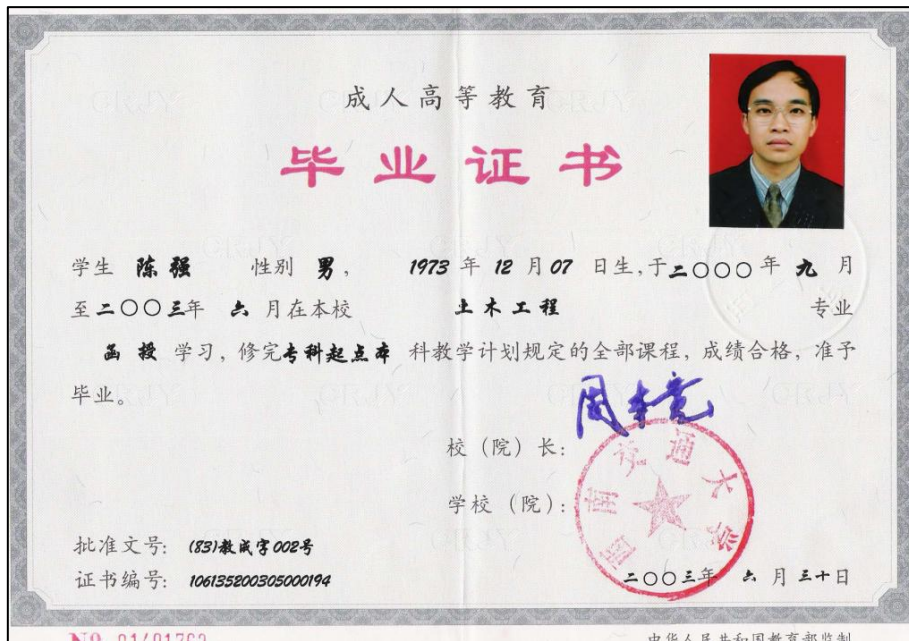 成人高等教育
毕业证书
学生 陈强 性别 男， 1973 年 12 月 07 日生，于二〇〇〇年 九 月
至二〇〇三年 六 月在本校 土木工程 专业
函授 学习，修完专科起点本 科教学计划规定的全部课程，成绩合格，准予
毕业。
校（院）长：
学校（院）：
西南交通大学
批准文号：(83)教成字002号
证书编号：106135200305000194
二〇〇三年 六 月 三十日
中华人民共和国教育部监制